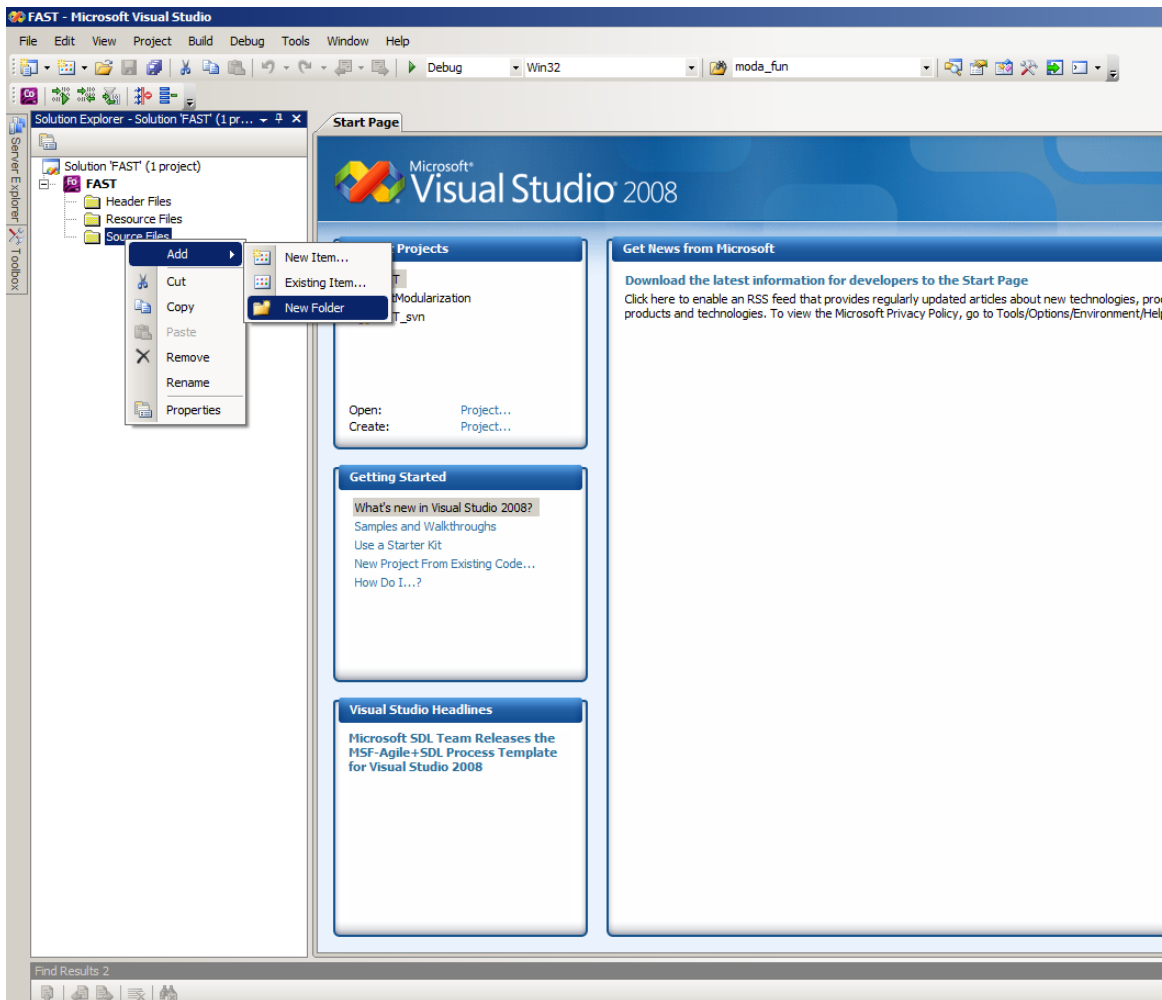 FAST - Microsoft Visual Studio
File Edit View Project Build Debug Tools Window Help
Debug Win32 moda_fun
Solution Explorer - Solution 'FAST' (1 pr...
Start Page
Server Explorer
Toolbox
Solution 'FAST' (1 project)
FAST
Header Files
Resource Files
Source Files
Add
Cut
Copy
Paste
Remove
Rename
Properties
New Item...
Existing Item...
New Folder
Microsoft®
Visual Studio® 2008
Projects
T
tModularization
T_svn
Open: Project...
Create: Project...
Getting Started
What's new in Visual Studio 2008?
Samples and Walkthroughs
Use a Starter Kit
New Project From Existing Code...
How Do I...?
Visual Studio Headlines
Microsoft SDL Team Releases the
MSF-Agile+SDL Process Template
for Visual Studio 2008
Get News from Microsoft
Download the latest information for developers to the Start Page
Click here to enable an RSS feed that provides regularly updated articles about new technologies, pro
products and technologies. To view the Microsoft Privacy Policy, go to Tools/Options/Environment/Help
Find Results 2